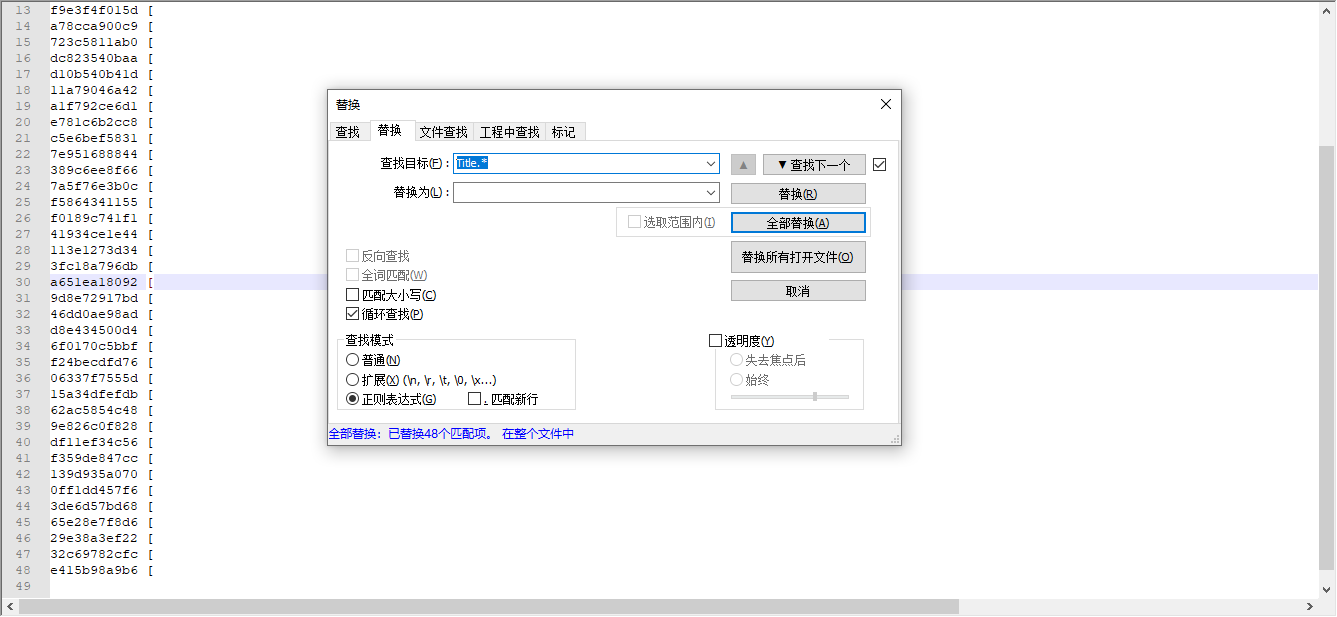 13 f9e3f4f015d [
14 a78cca900c9 [
15 723c5811ab0 [
16 dc823540baa [
17 d10b540b41d [
18 11a79046a42 [
19 a1f792ce6d1 [
20 e781c6b2cc8 [
21 c5e6bef5831 [
22 7e951688844 [
23 389c6ee8f66 [
24 7a5f76e3b0c [
25 f5864341155 [
26 f0189c741f1 [
27 41934ce1e44 [
28 113e1273d34 [
29 3fc18a796db [
30 a651ea18092 [
31 9d8e72917bd [
32 46dd0ae98ad [
33 d8e434500d4 [
34 6f0170c5bbf [
35 f24becdfd76 [
36 06337f7555d [
37 15a34dfefdb [
38 62ac5854c48 [
39 9e826c0f828 [
40 df11ef34c56 [
41 f359de847cc [
42 139d935a070 [
43 0ff1dd457f6 [
44 3de6d57bd68 [
45 65e28e7f8d6 [
46 29e38a3ef22 [
47 32c69782cfc [
48 e415b98a9b6 [
49
替换
查找 替换 文件查找 工程中查找 标记
查找目标(F) : Title.* ▲ ▼ 查找下一个
替换为(L) : 替换(R)
选取范围内(I) 全部替换(A)
反向查找 替换所有打开文件(O)
全词匹配(W)
匹配大小写(C) 取消
循环查找(P)
查找模式 透明度(Y)
普通(N) 失去焦点后
扩展(X) (\n, \r, \t, \0, \x...) 始终
正则表达式(G) . 匹配新行
全部替换: 已替换48个匹配项。 在整个文件中